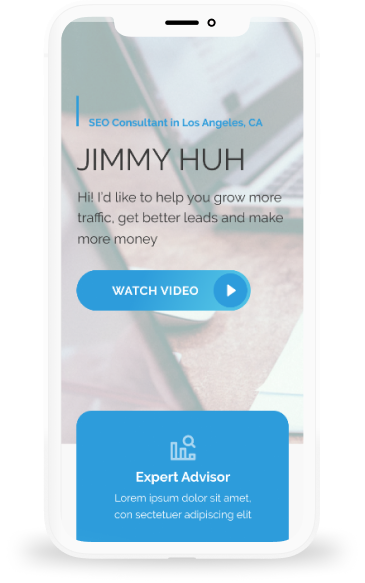 SEO Consultant in Los Angeles, CA
JIMMY HUH
Hi! I'd like to help you grow more
traffic, get better leads and make
more money
WATCH VIDEO
Expert Advisor
Lorem ipsum dolor sit amet,
con sectetuer adipiscing elit